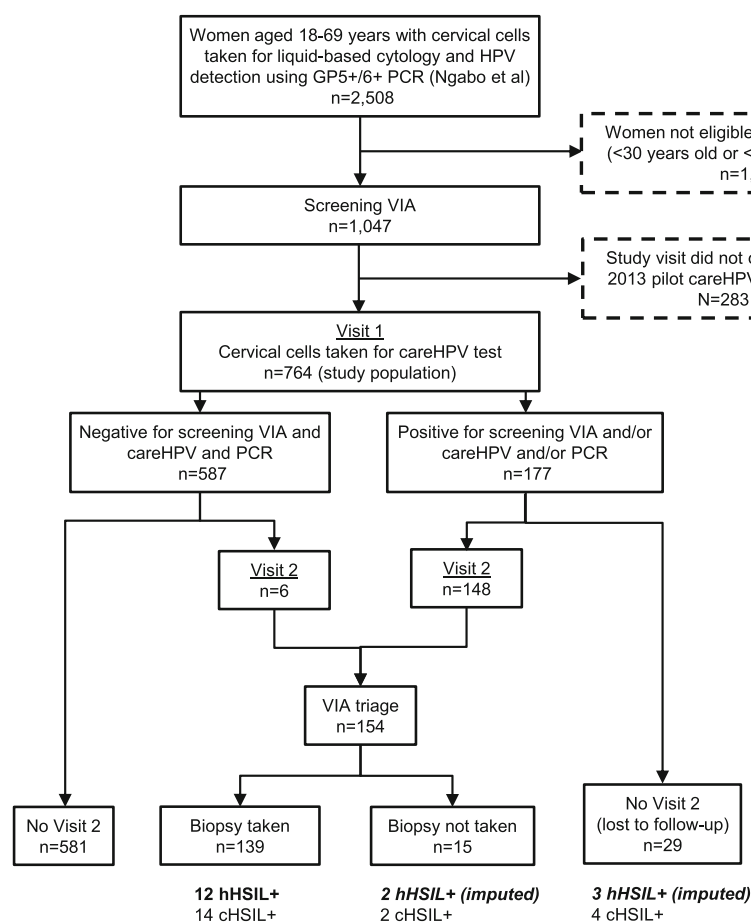 Women aged 18-69 years with cervical cells
taken for liquid-based cytology and HPV
detection using GP5+/6+ PCR (Ngabo et al)
n=2,508
Women not eligible
(<30 years old or <
n=1,
Screening VIA
n=1,047
Study visit did not
2013 pilot careHPV
N=283
Visit 1
Cervical cells taken for careHPV test
n=764 (study population)
Negative for screening VIA and
careHPV and PCR
n=587
Positive for screening VIA and/or
careHPV and/or PCR
n=177
Visit 2
n=6
Visit 2
n=148
VIA triage
n=154
No Visit 2
n=581
Biopsy taken
n=139
Biopsy not taken
n=15
No Visit 2
(lost to follow-up)
n=29
12 hHSIL+
14 cHSIL+
2 hHSIL+ (imputed)
2 cHSIL+
3 hHSIL+ (imputed)
4 cHSIL+